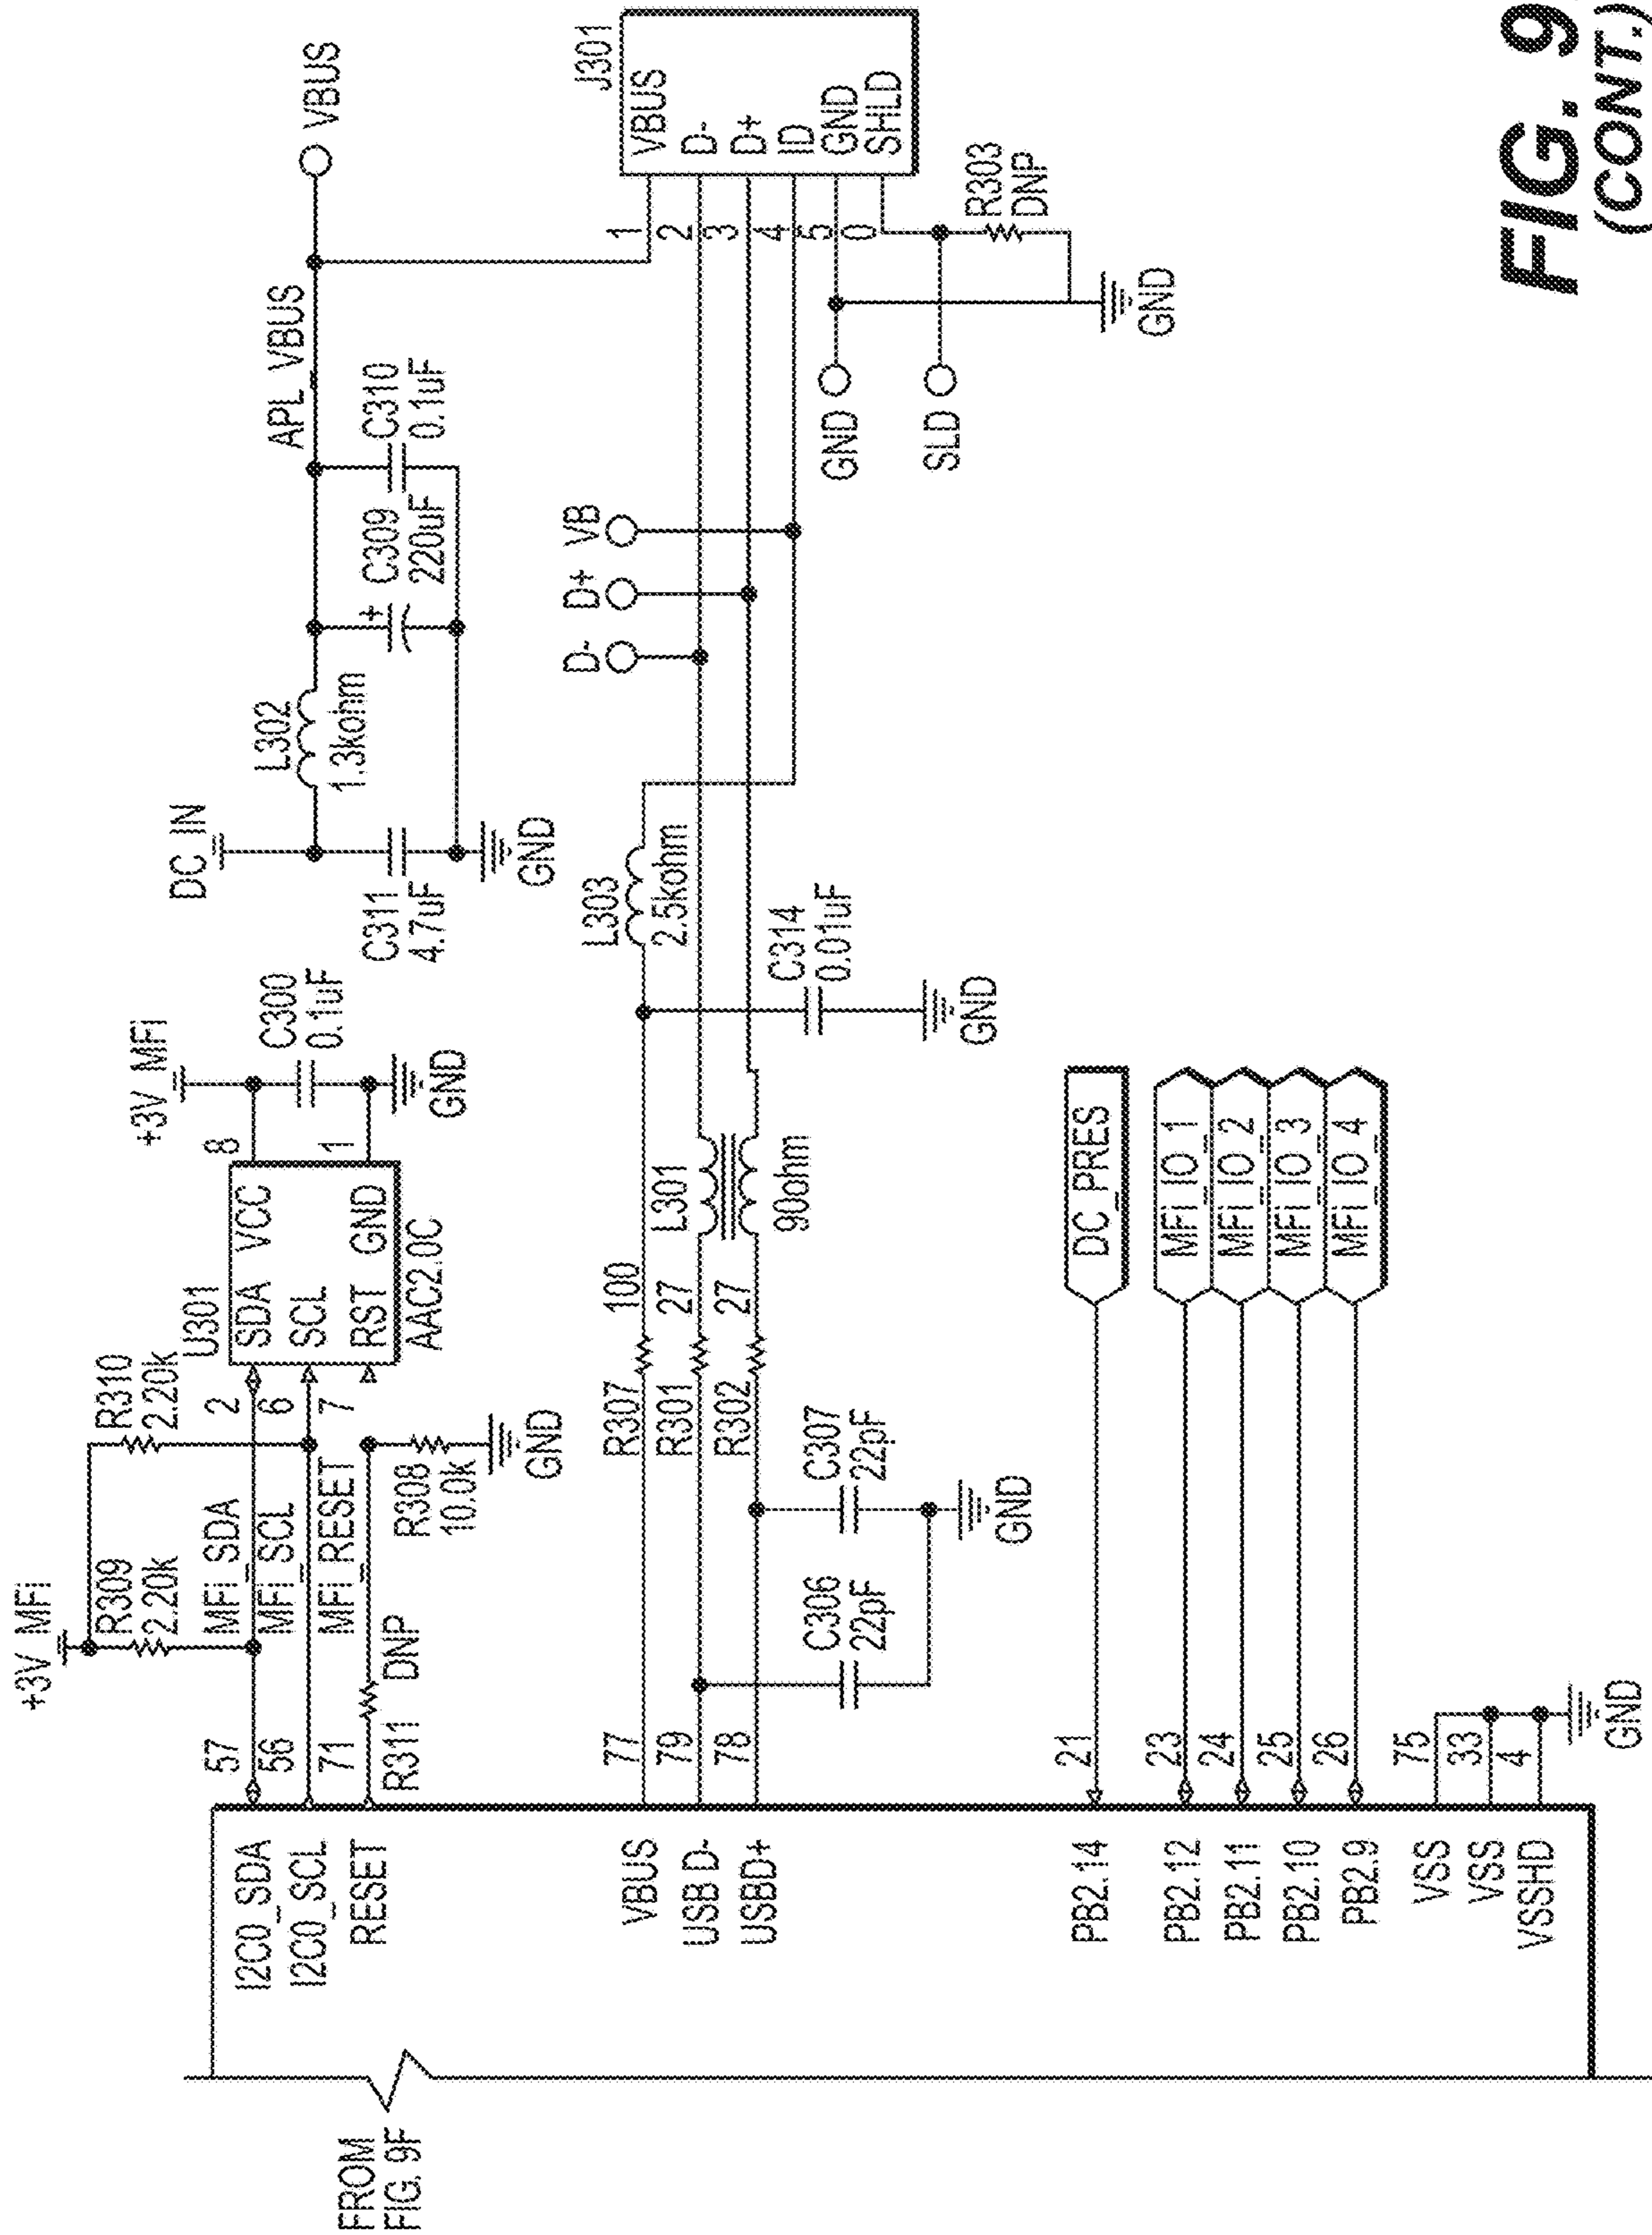 FROM
FIG. 9F
I2C0_SDA
I2C0_SCL
RESET
VBUS
USB D-
USBD+
PB2.14
PB2.12
PB2.11
PB2.10
PB2.9
VSS
VSS
VSSHD
57
56
71
77
79
78
21
23
24
25
26
75
33
4
GND
+3V_MFi
R309
2.20k
R310
2.20k
MFi_SDA
MFi_SCL
MFi_RESET
R311
DNP
R308
10.0k
GND
2
6
7
U301
SDA VCC
SCL
RST GND
AAC2.0C
8
1
+3V_MFi
C300
0.1uF
GND
DC_IN
C311
4.7uF
GND
L302
1.3kohm
+
C309
220uF
C310
0.1uF
APL_VBUS
VBUS
R307
100
R301
27
R302
27
C306
22pF
C307
22pF
GND
L301
90ohm
L303
2.5kohm
C314
0.01uF
GND
D-
D+
VB
GND
SLD
1
2
3
4
5
0
J301
VBUS
D-
D+
ID
GND
SHLD
R303
DNP
GND
DC_PRES
MFi_IO_1
MFi_IO_2
MFi_IO_3
MFi_IO_4
FIG. 9
(CONT.)